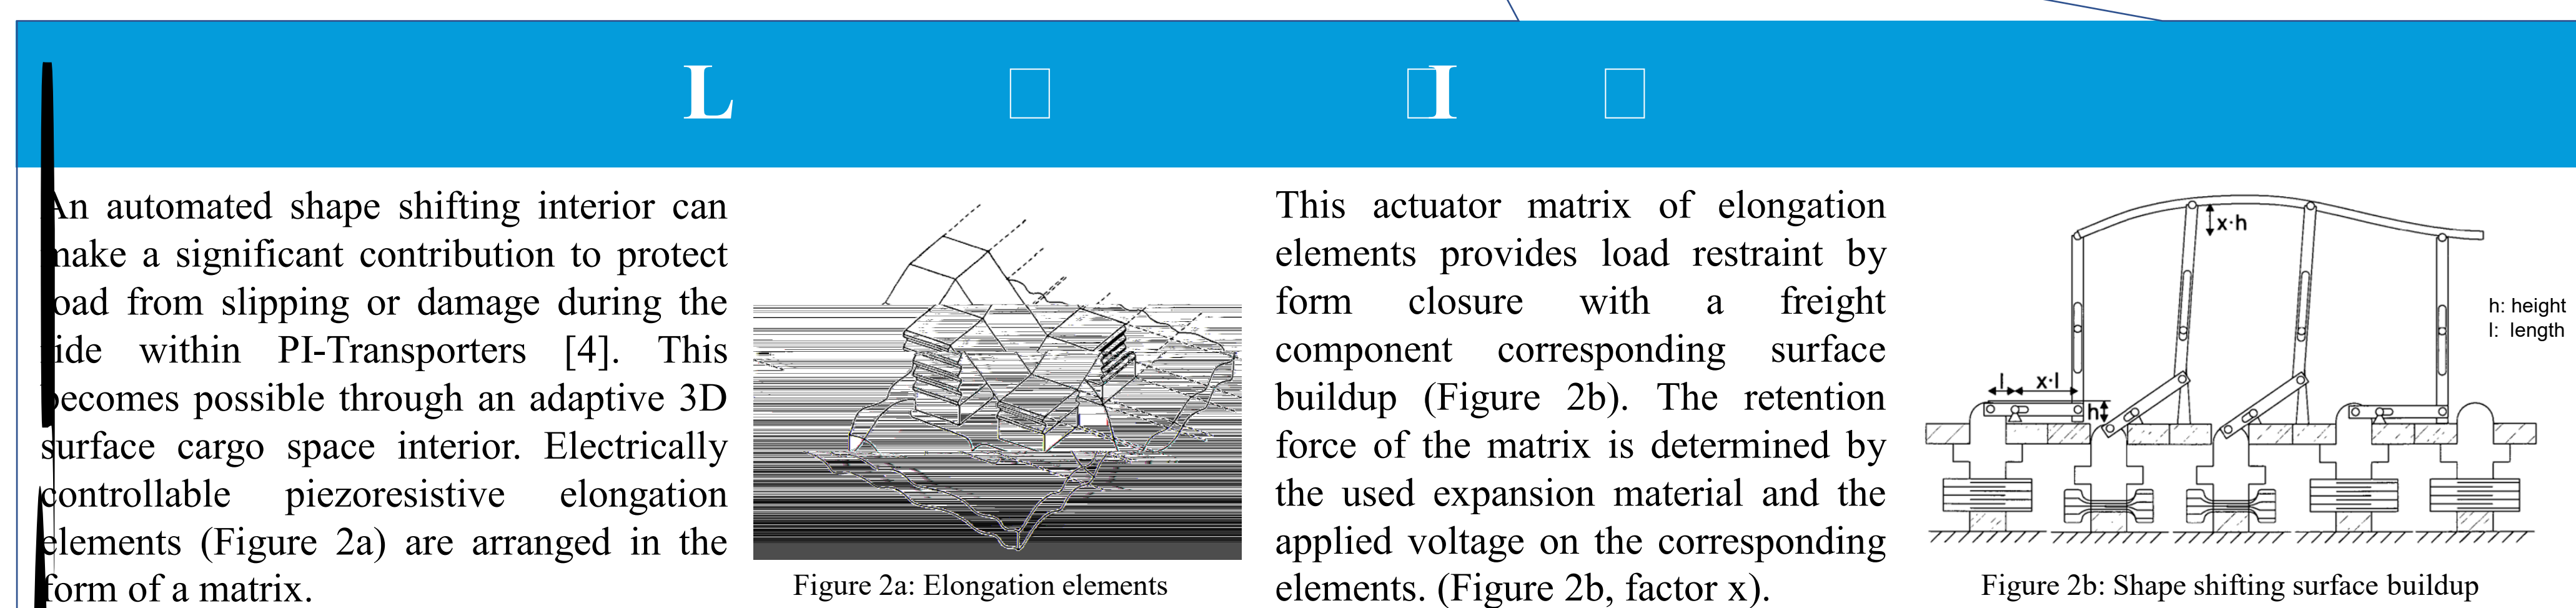 L I
An automated shape shifting interior can
make a significant contribution to protect
load from slipping or damage during the
ride within PI-Transporters [4]. This
becomes possible through an adaptive 3D
surface cargo space interior. Electrically
controllable piezoresistive elongation
elements (Figure 2a) are arranged in the
form of a matrix.
Figure 2a: Elongation elements
This actuator matrix of elongation
elements provides load restraint by
form closure with a freight
component corresponding surface
buildup (Figure 2b). The retention
force of the matrix is determined by
the used expansion material and the
applied voltage on the corresponding
elements. (Figure 2b, factor x).
x·h
h: height
l: length
l x·l
h
Figure 2b: Shape shifting surface buildup